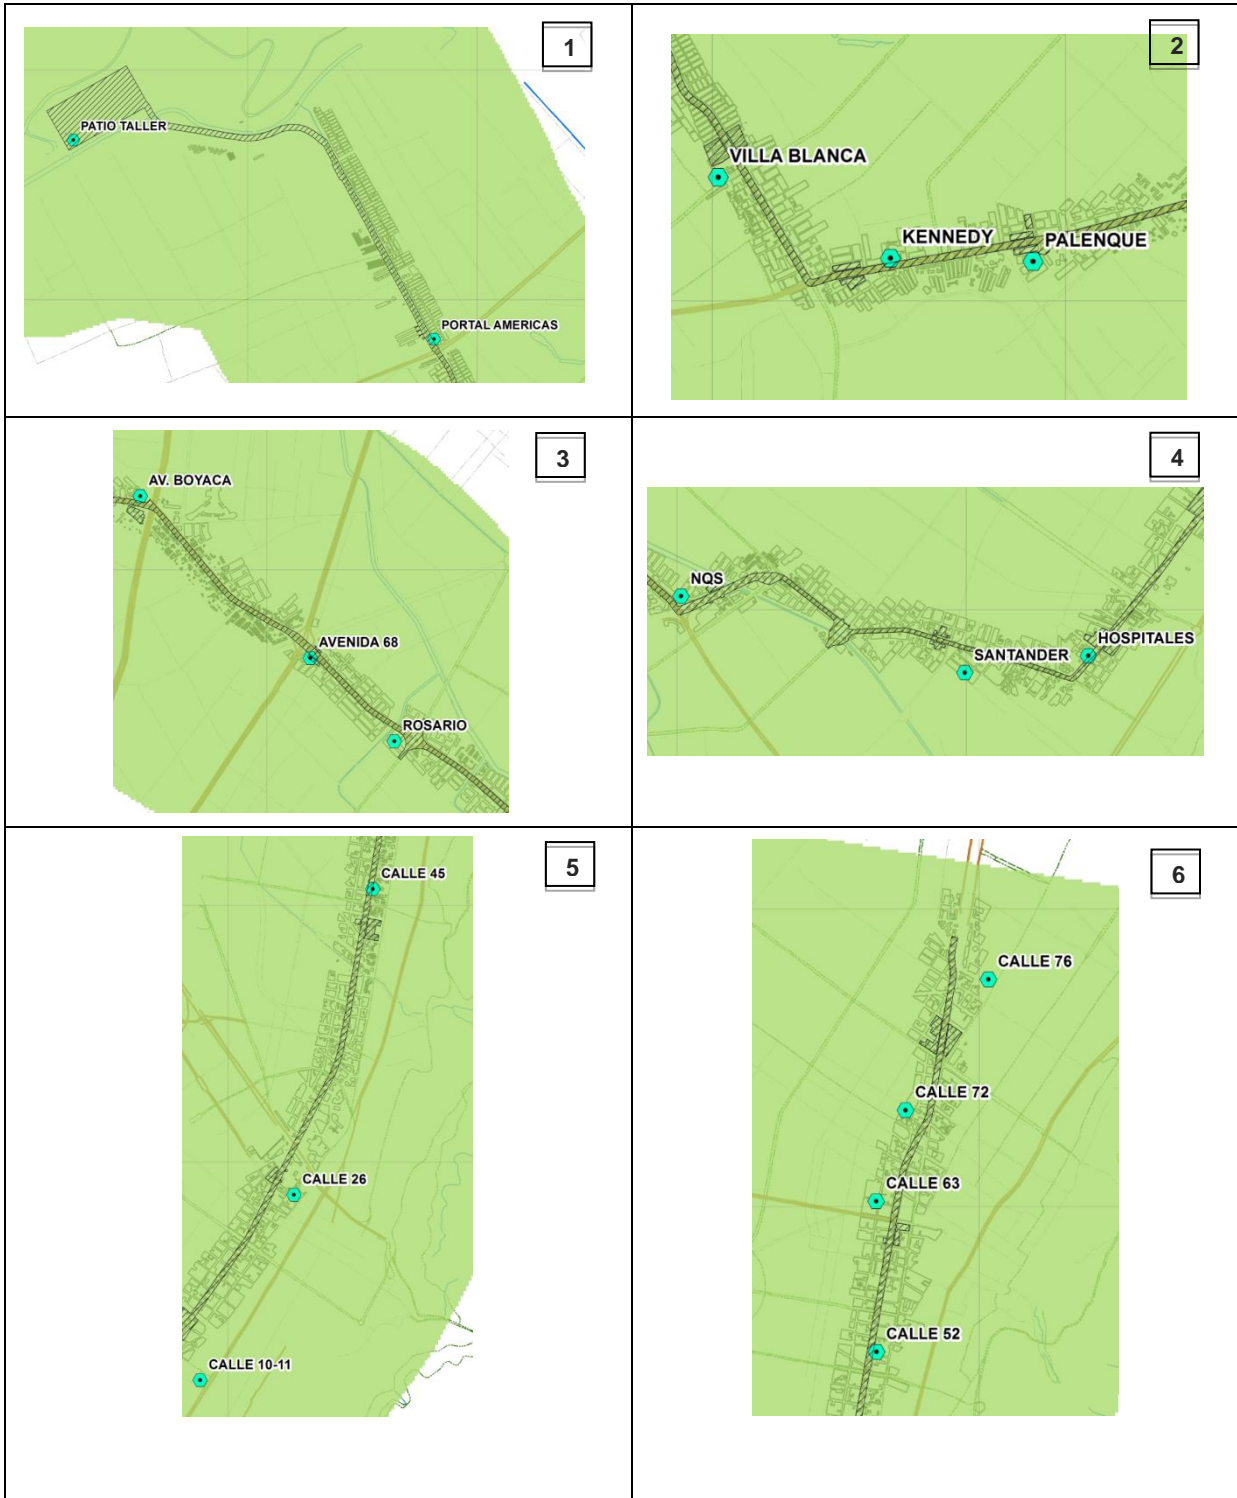 1
PATIO TALLER
PORTAL AMERICAS
2
VILLA BLANCA
KENNEDY
PALENQUE
3
AV. BOYACA
AVENIDA 68
ROSARIO
4
NQS
SANTANDER
HOSPITALES
5
CALLE 45
CALLE 26
CALLE 10-11
6
CALLE 76
CALLE 72
CALLE 63
CALLE 52